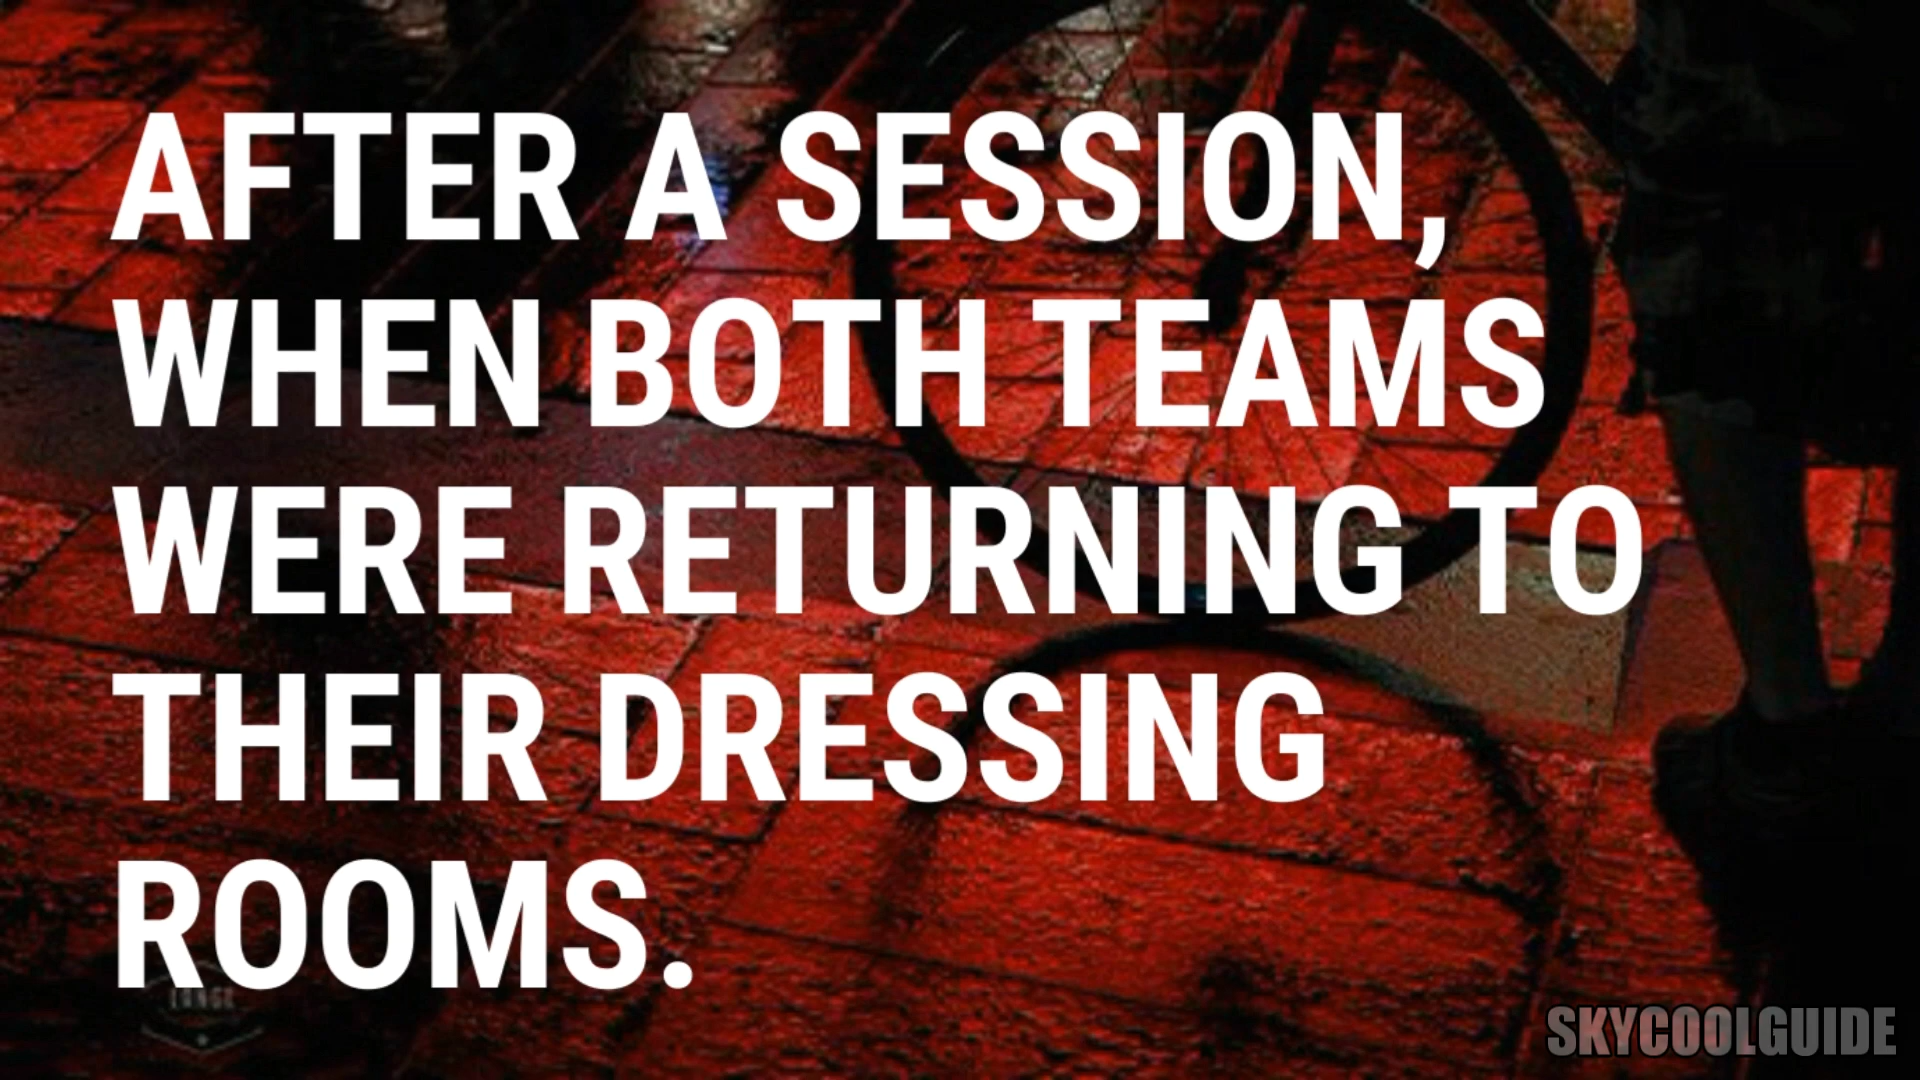 AFTER A SESSION,
WHEN BOTH TEAMS
WERE RETURNING TO
THEIR DRESSING
ROOMS.
SKYCOOLGUIDE